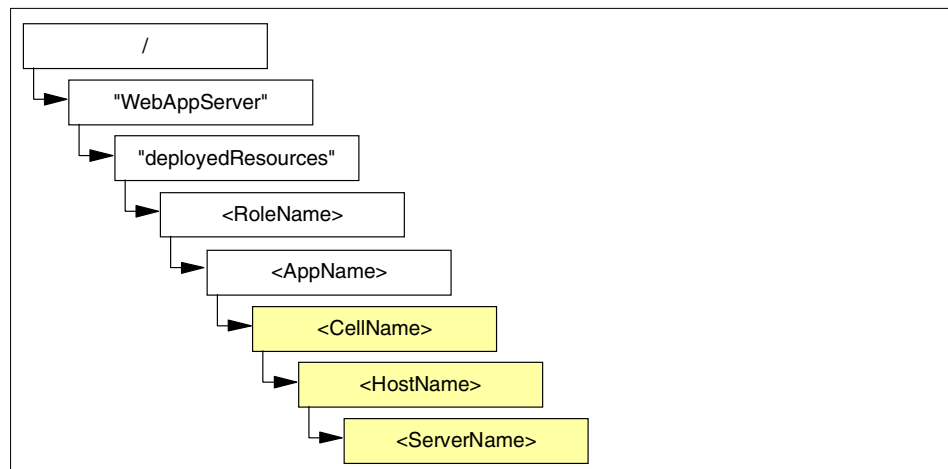 /
"WebAppServer"
"deployedResources"
<RoleName>
<AppName>
<CellName>
<HostName>
<ServerName>